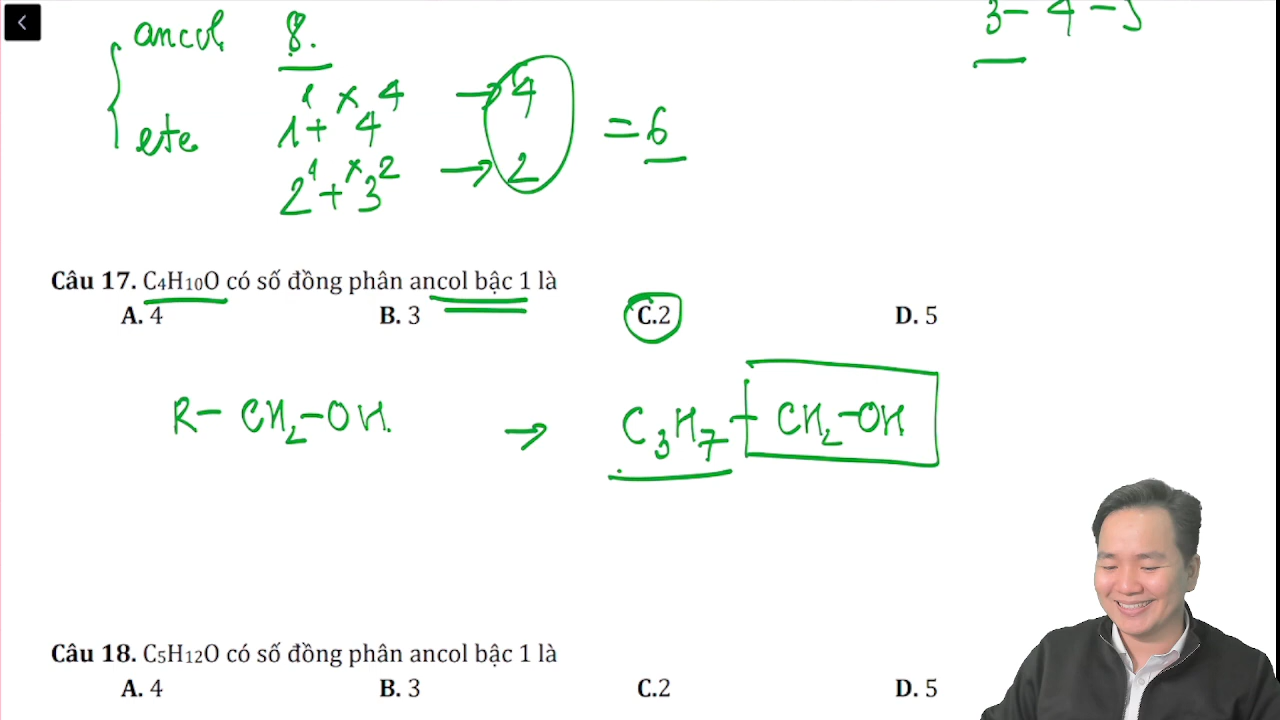 ancol 8.
3 - 4 - 5
1 x 4 → 4
ete 1 + 4 = 6
1 x 2 → 2
2 + 3
Câu 17. C₄H₁₀O có số đồng phân ancol bậc 1 là
A. 4 B. 3 C.2 D. 5
R - CH₂ - OH. → C₃H₇ - CH₂ - OH
Câu 18. C₅H₁₂O có số đồng phân ancol bậc 1 là
A. 4 B. 3 C.2 D. 5